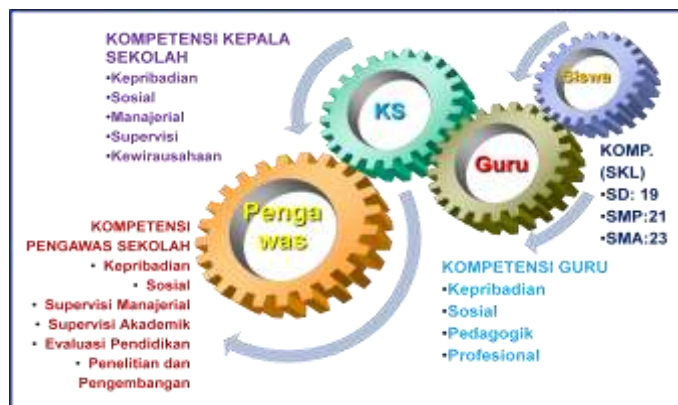 KOMPETENSI KEPALA
SEKOLAH
•Kepribadian
•Sosial
•Manajerial
•Supervisi
•Kewirausahaan
KS
Siswa
Guru
KOMP.
(SKL)
•SD: 19
•SMP:21
•SMA:23
Penga
was
KOMPETENSI
PENGAWAS SEKOLAH
• Kepribadian
• Sosial
• Supervisi Manajerial
• Supervisi Akademik
• Evaluasi Pendidikan
• Penelitian dan
Pengembangan
KOMPETENSI GURU
•Kepribadian
•Sosial
•Pedagogik
•Profesional